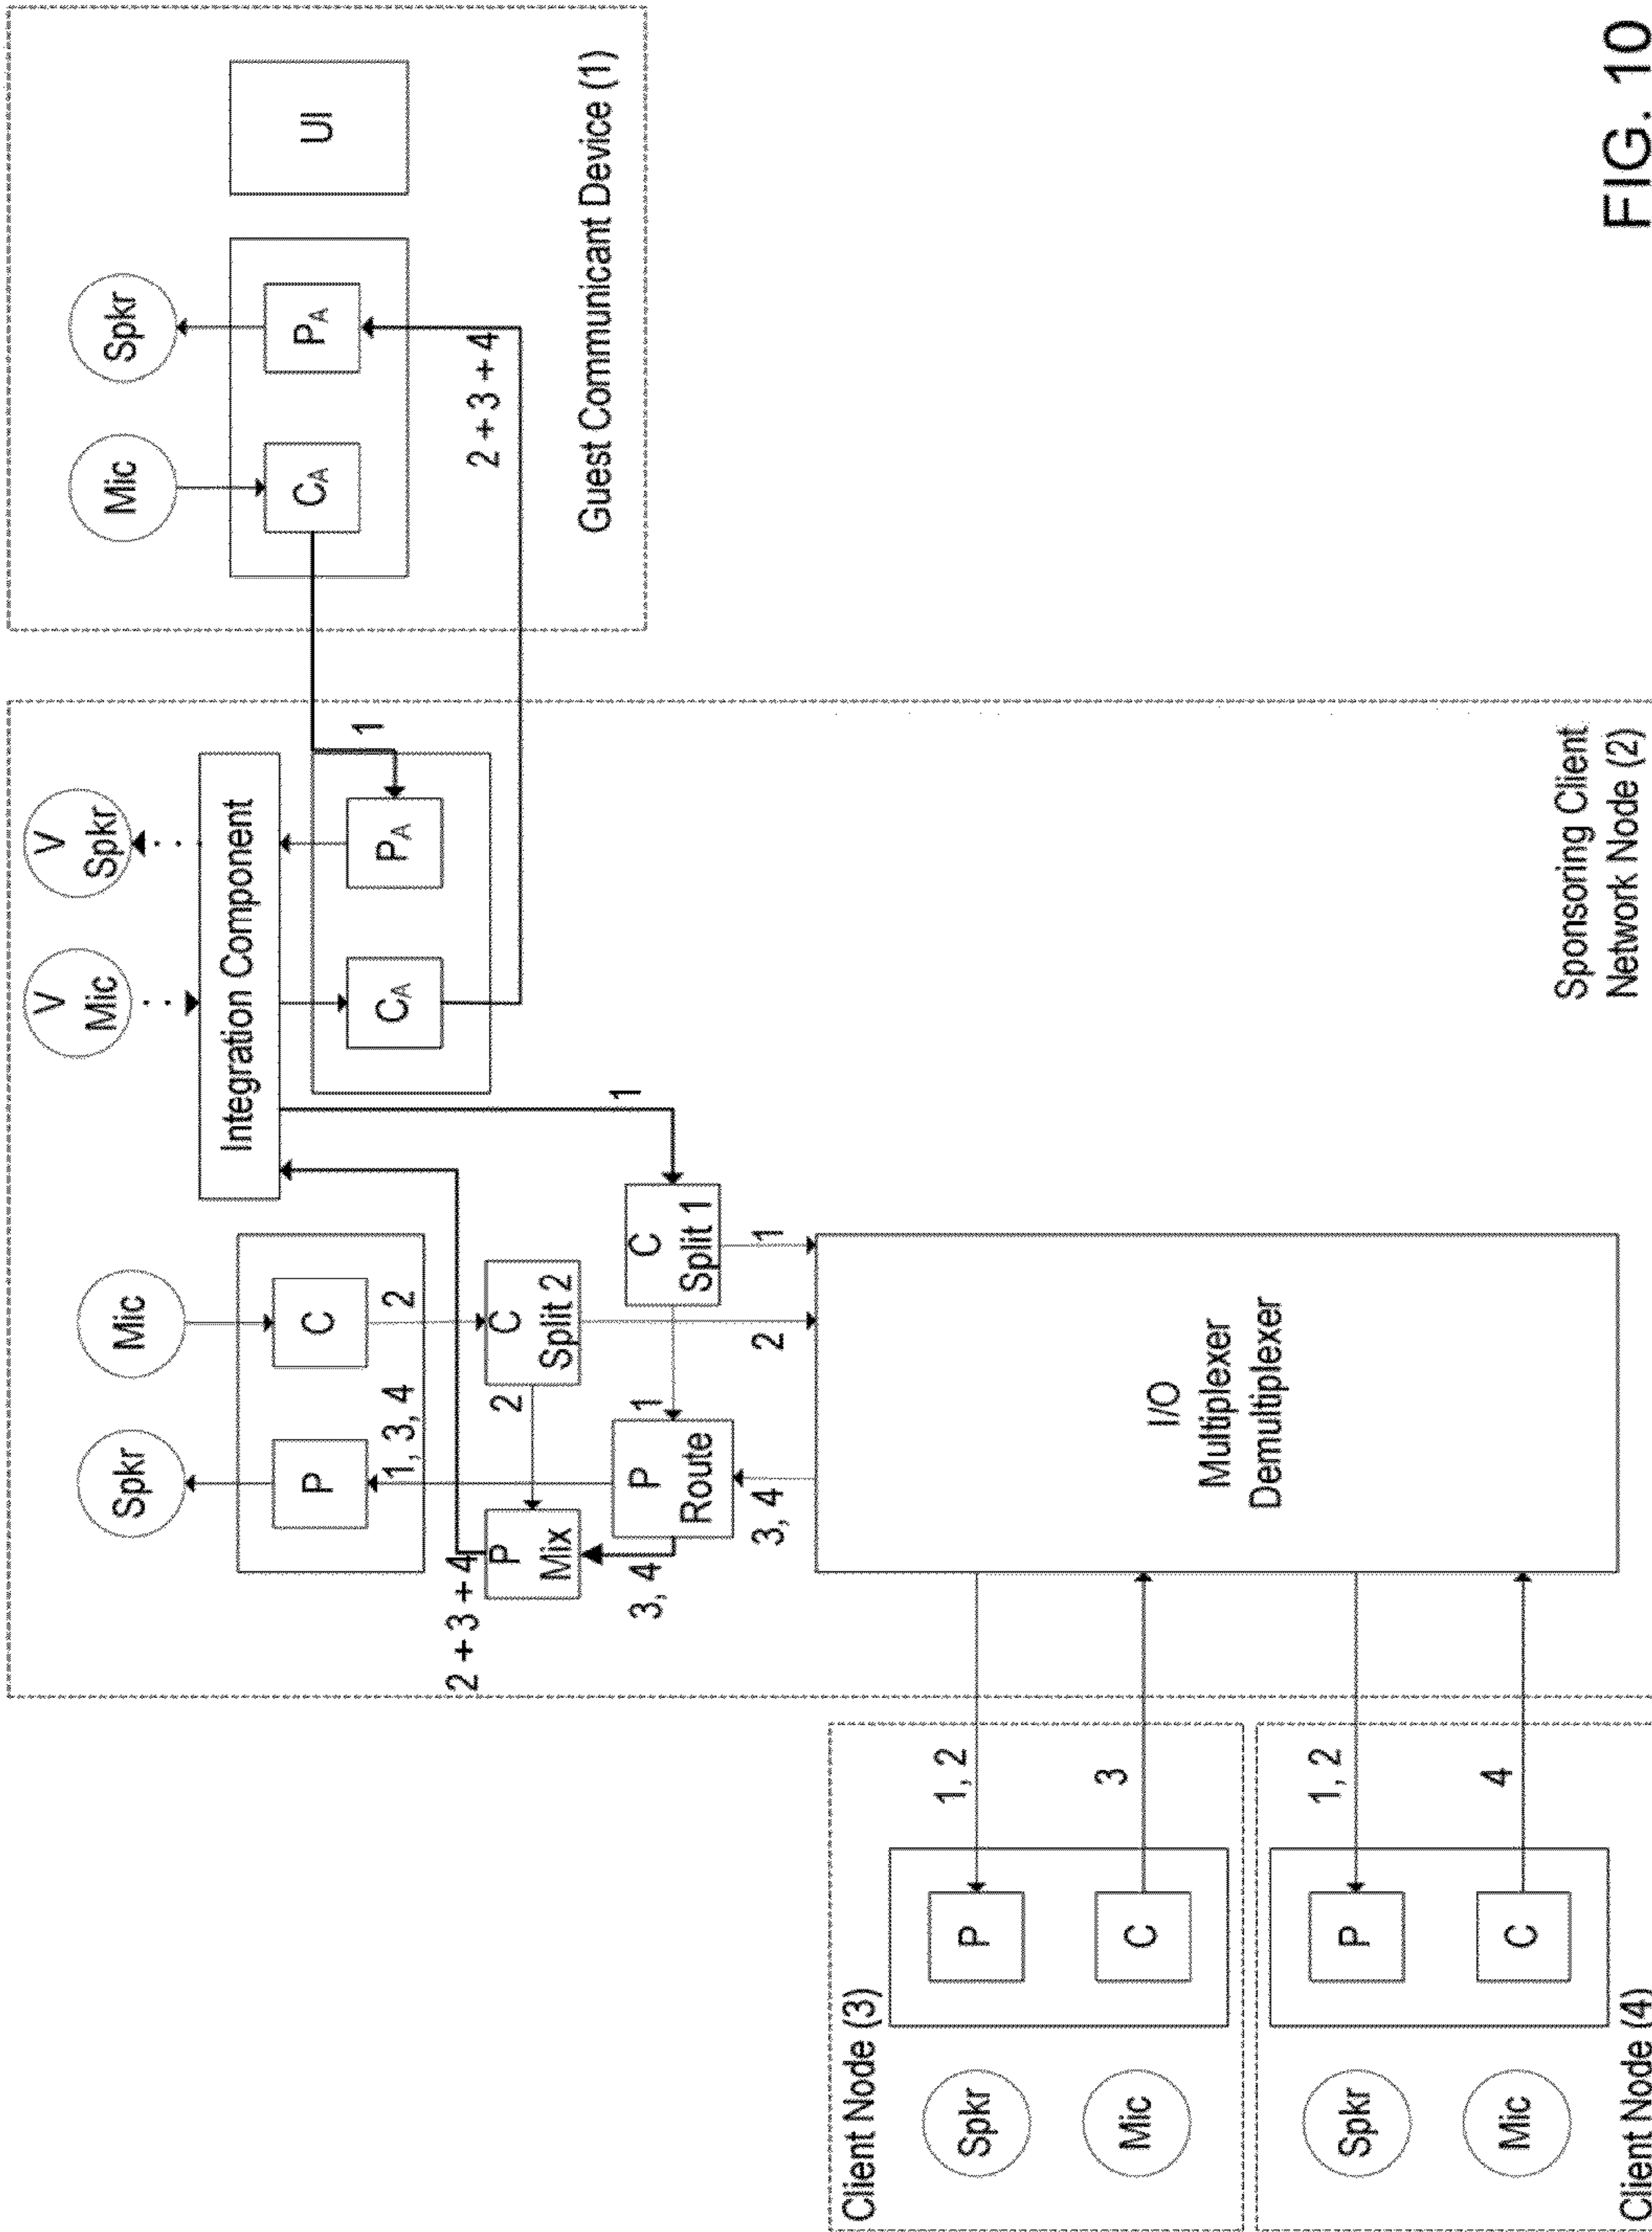 Client Node (3)
Spkr
P
1, 2
Mic
C
3
Client Node (4)
Spkr
P
1, 2
Mic
C
4
Spkr
Mic
P
C
1, 3, 4
2
2 + 3 + 4
P
Mix
2
C
Split 2
3, 4
P
Route
1
C
Split 1
1
3, 4
2
1
I/O
Multiplexer
Demultiplexer
V
Mic
V
Spkr
Integration Component
CA
PA
1
Sponsoring Client
Network Node (2)
Mic
Spkr
CA
PA
UI
2 + 3 + 4
Guest Communicant Device (1)
FIG. 10